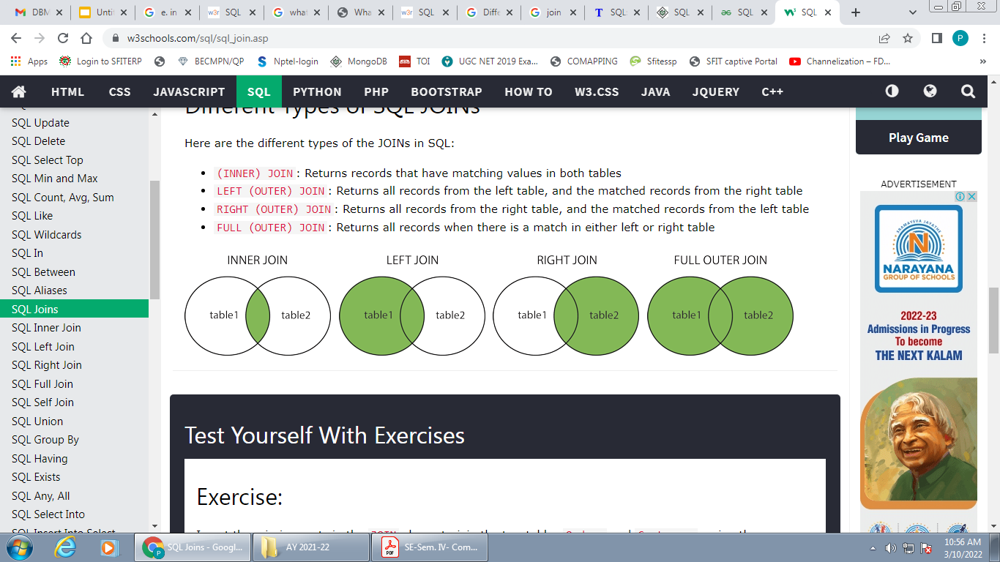 DBM
Untit
e. in
SQL
what
Wha
SQL
Diffe
join
SQL
SQL
SQL
SQL
w3schools.com/sql/sql_join.asp
P
Apps
Login to SFITERP
BECMPN/QP
Nptel-login
MongoDB
TOI
UGC NET 2019 Exa...
COMAPPING
Sfitessp
SFIT captive Portal
Channelization – FD...
»
HTML
CSS
JAVASCRIPT
SQL
PYTHON
PHP
BOOTSTRAP
HOW TO
W3.CSS
JAVA
JQUERY
C++
SQL Update
SQL Delete
SQL Select Top
SQL Min and Max
SQL Count, Avg, Sum
SQL Like
SQL Wildcards
SQL In
SQL Between
SQL Aliases
SQL Joins
SQL Inner Join
SQL Left Join
SQL Right Join
SQL Full Join
SQL Self Join
SQL Union
SQL Group By
SQL Having
SQL Exists
SQL Any, All
SQL Select Into
SQL Insert Into Select
Different Types of SQL JOINs
Here are the different types of the JOINs in SQL:
• (INNER) JOIN: Returns records that have matching values in both tables
• LEFT (OUTER) JOIN: Returns all records from the left table, and the matched records from the right table
• RIGHT (OUTER) JOIN: Returns all records from the right table, and the matched records from the left table
• FULL (OUTER) JOIN: Returns all records when there is a match in either left or right table
INNER JOIN
table1
table2
LEFT JOIN
table1
table2
RIGHT JOIN
table1
table2
FULL OUTER JOIN
table1
table2
Test Yourself With Exercises
Exercise:
Play Game
ADVERTISEMENT
N
NARAYANA
GROUP OF SCHOOLS
2022-23
Admissions in Progress
To become
THE NEXT KALAM
SQL Joins - Googl...
AY 2021-22
SE-Sem. IV- Com...
10:56 AM
3/10/2022